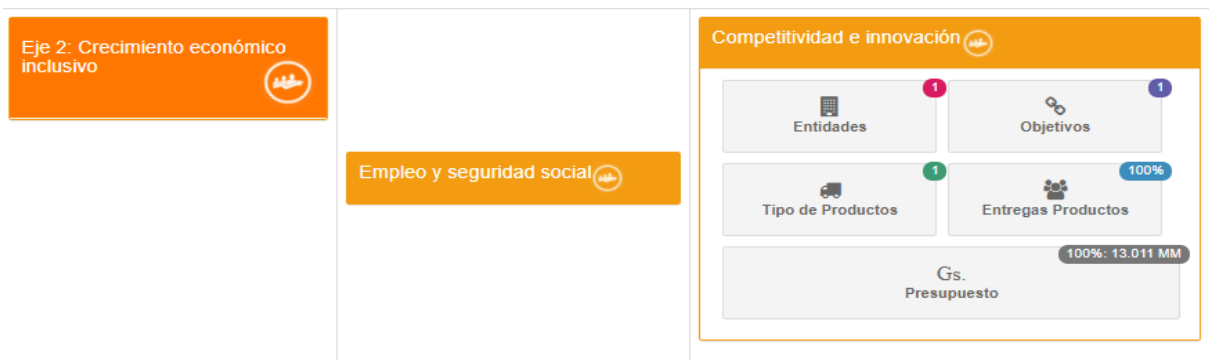 Eje 2: Crecimiento económico
inclusivo
Empleo y seguridad social
Competitividad e innovación
1
Entidades
1
Objetivos
1
Tipo de Productos
100%
Entregas Productos
100%: 13.011 MM
Gs.
Presupuesto